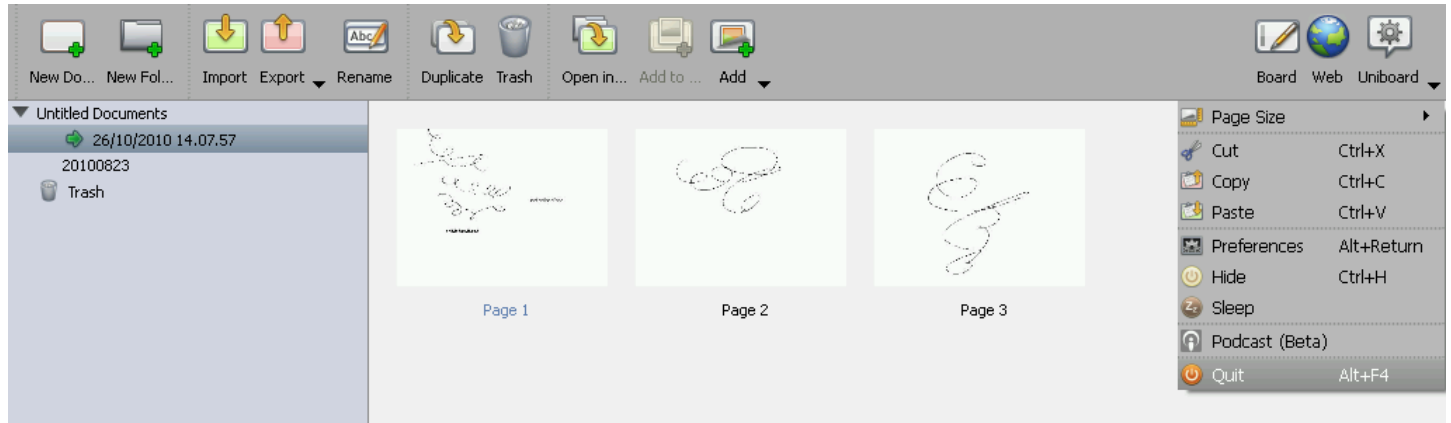 New Do... New Fol... Import Export Rename Duplicate Trash Open in... Add to ... Add Board Web Uniboard
Untitled Documents
26/10/2010 14.07.57
20100823
Trash
Page 1 Page 2 Page 3
Page Size
Cut Ctrl+X
Copy Ctrl+C
Paste Ctrl+V
Preferences Alt+Return
Hide Ctrl+H
Sleep
Podcast (Beta)
Quit Alt+F4